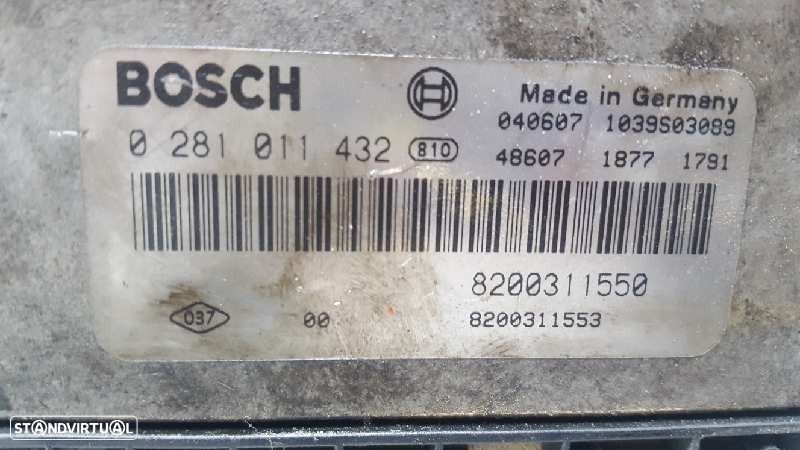 BOSCH
Made in Germany
040607 1039S03089
0 281 011 432 810
48607 1877 1791
8200311550
037 00 8200311553
STANDVIRTUAL